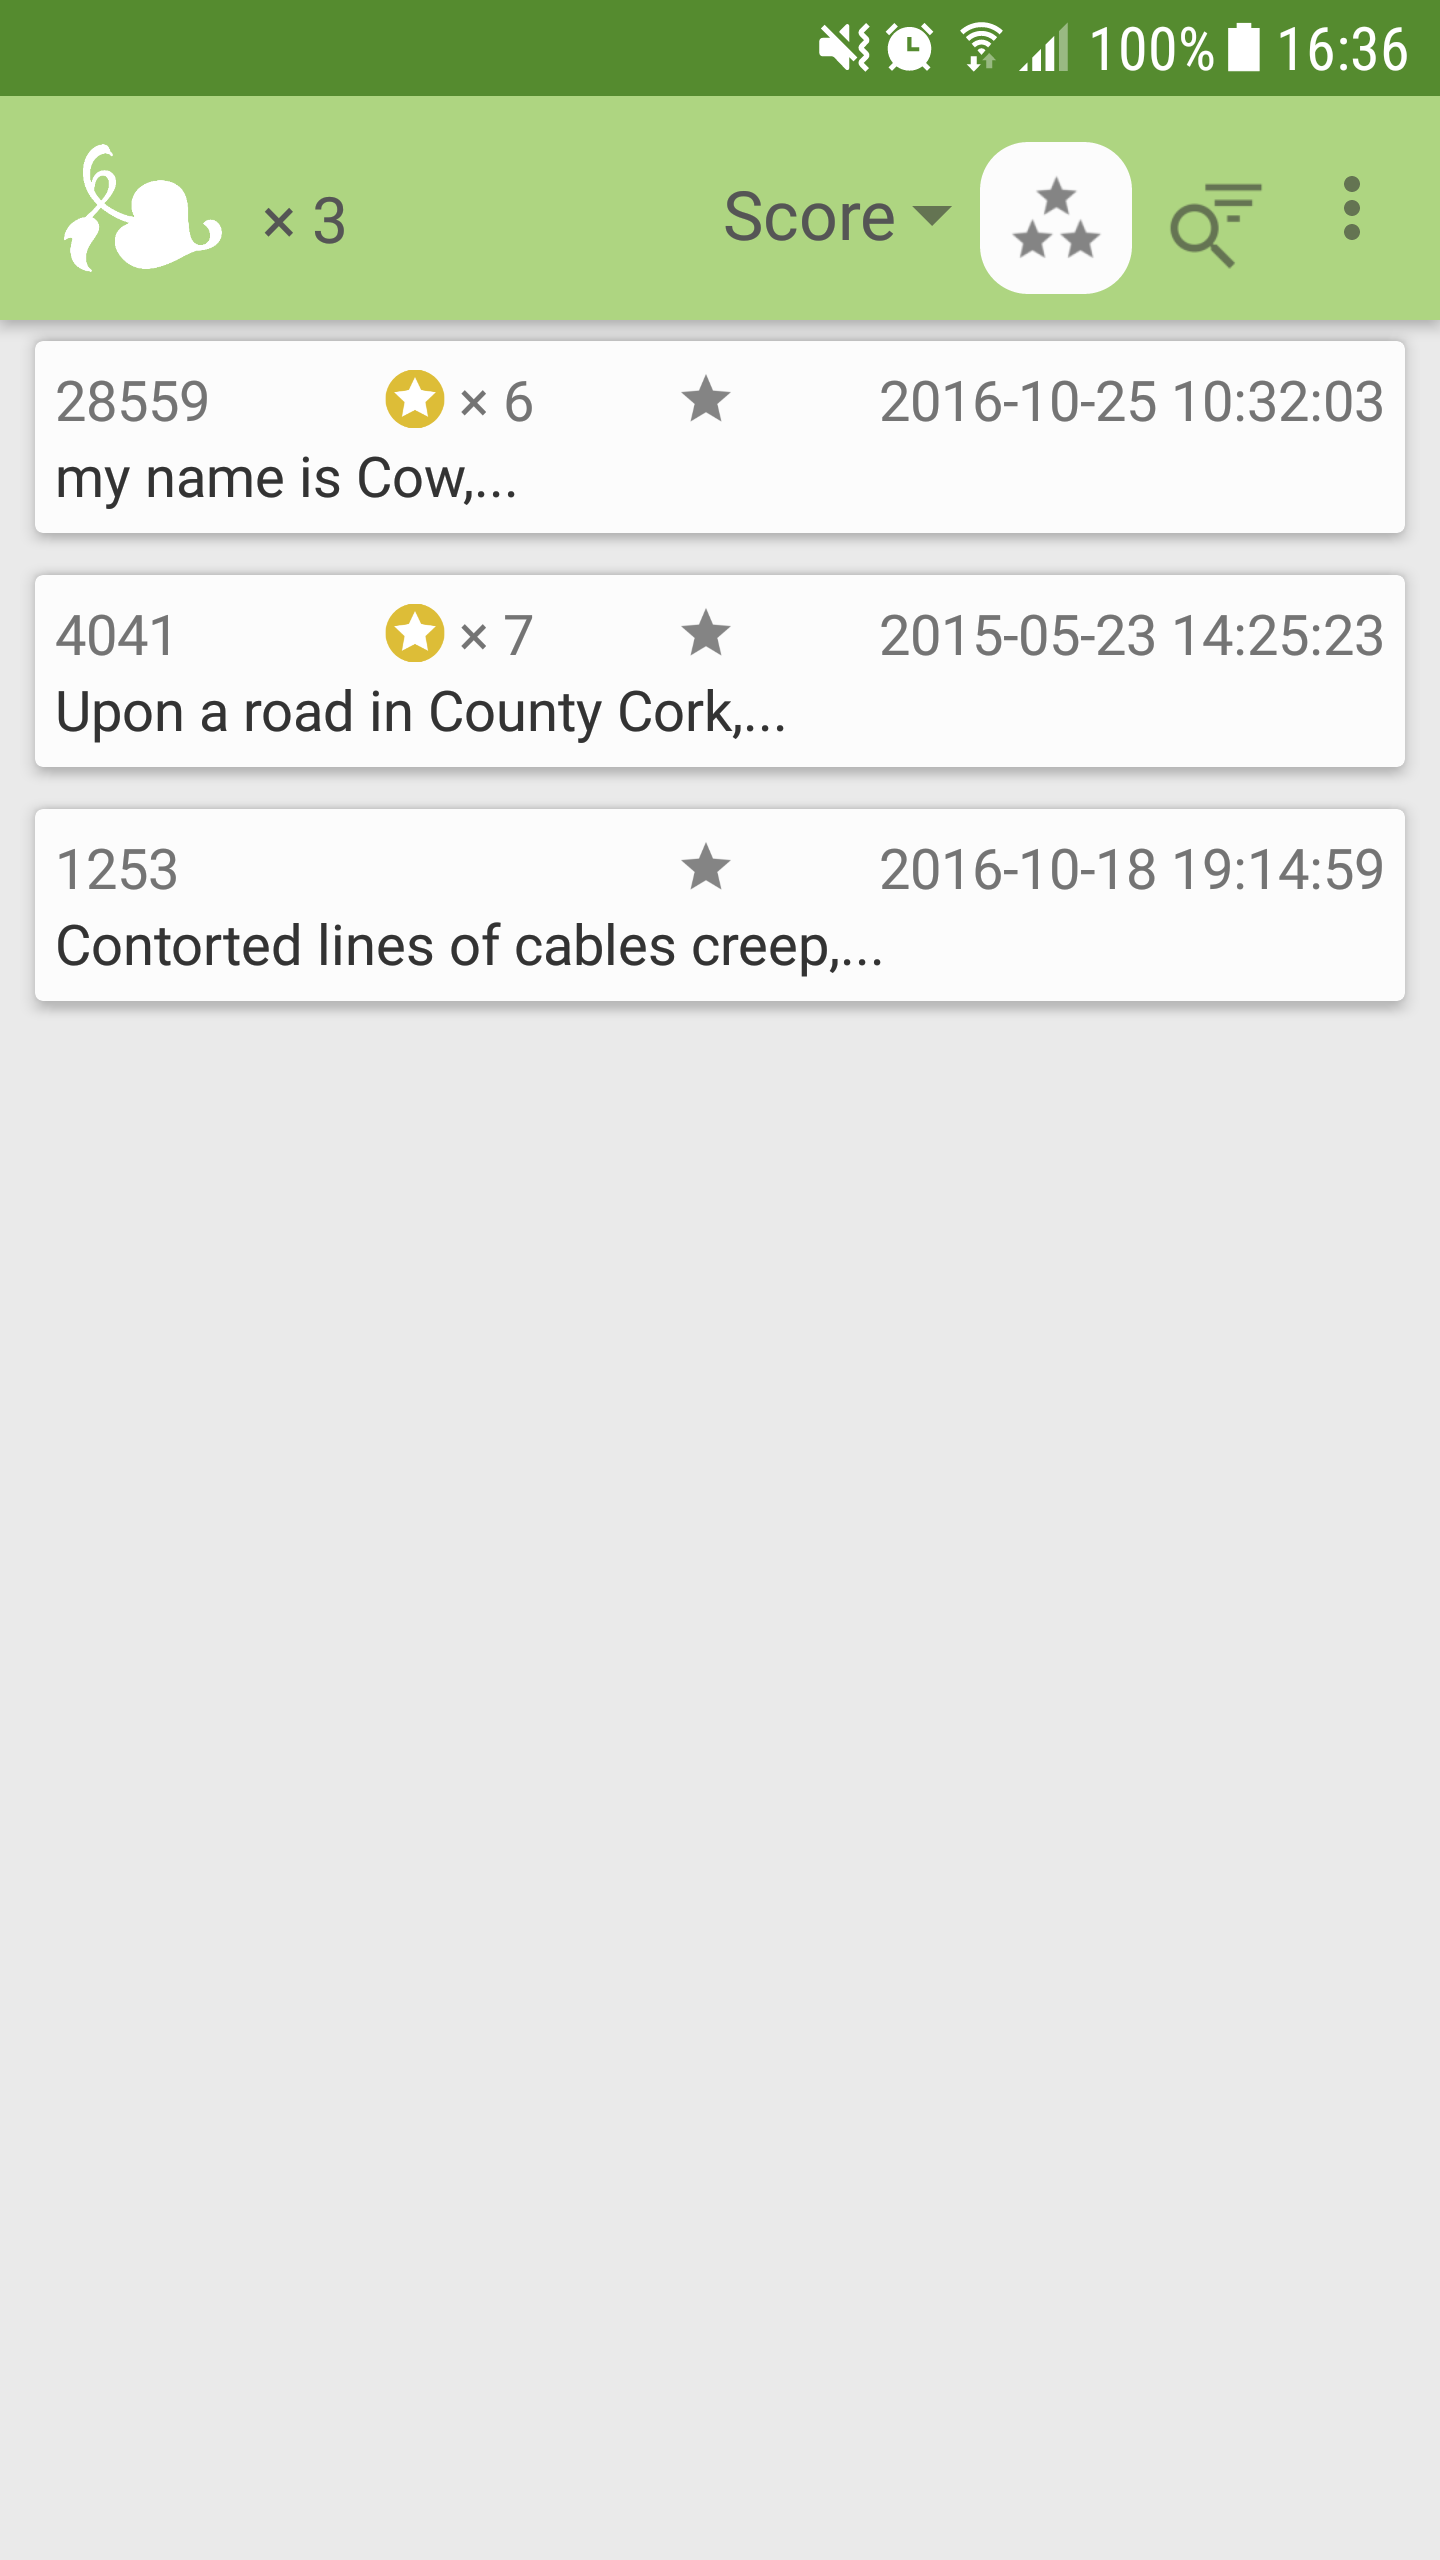 100% 16:36
× 3 Score
28559 × 6 2016-10-25 10:32:03
my name is Cow,...
4041 × 7 2015-05-23 14:25:23
Upon a road in County Cork,...
1253 2016-10-18 19:14:59
Contorted lines of cables creep,...